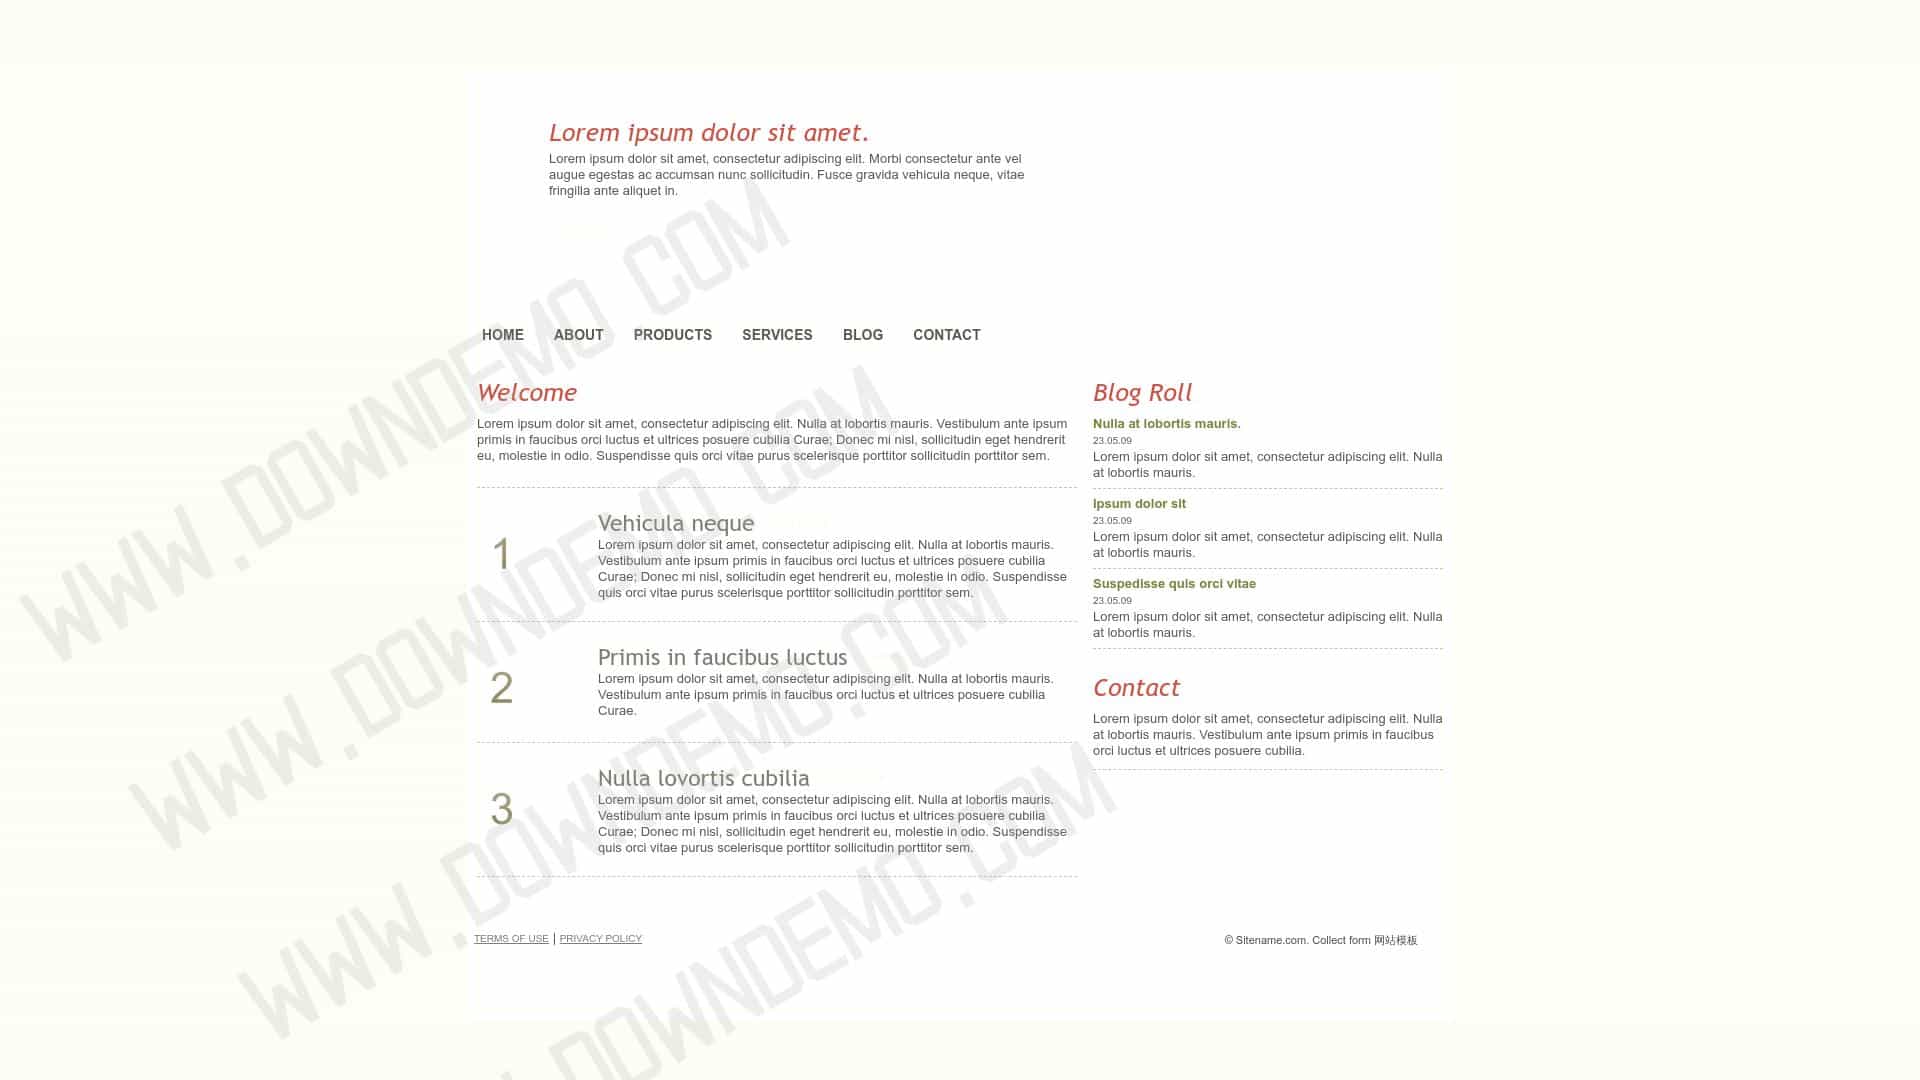 Lorem ipsum dolor sit amet.
Lorem ipsum dolor sit amet, consectetur adipiscing elit. Morbi consectetur ante vel
augue egestas ac accumsan nunc sollicitudin. Fusce gravida vehicula neque, vitae
fringilla ante aliquet in.
HOME ABOUT PRODUCTS SERVICES BLOG CONTACT
Welcome
Lorem ipsum dolor sit amet, consectetur adipiscing elit. Nulla at lobortis mauris. Vestibulum ante ipsum
primis in faucibus orci luctus et ultrices posuere cubilia Curae; Donec mi nisl, sollicitudin eget hendrerit
eu, molestie in odio. Suspendisse quis orci vitae purus scelerisque porttitor sollicitudin porttitor sem.
1
Vehicula neque
Lorem ipsum dolor sit amet, consectetur adipiscing elit. Nulla at lobortis mauris.
Vestibulum ante ipsum primis in faucibus orci luctus et ultrices posuere cubilia
Curae; Donec mi nisl, sollicitudin eget hendrerit eu, molestie in odio. Suspendisse
quis orci vitae purus scelerisque porttitor sollicitudin porttitor sem.
2
Primis in faucibus luctus
Lorem ipsum dolor sit amet, consectetur adipiscing elit. Nulla at lobortis mauris.
Vestibulum ante ipsum primis in faucibus orci luctus et ultrices posuere cubilia
Curae.
3
Nulla lovortis cubilia
Lorem ipsum dolor sit amet, consectetur adipiscing elit. Nulla at lobortis mauris.
Vestibulum ante ipsum primis in faucibus orci luctus et ultrices posuere cubilia
Curae; Donec mi nisl, sollicitudin eget hendrerit eu, molestie in odio. Suspendisse
quis orci vitae purus scelerisque porttitor sollicitudin porttitor sem.
Blog Roll
Nulla at lobortis mauris.
23.05.09
Lorem ipsum dolor sit amet, consectetur adipiscing elit. Nulla
at lobortis mauris.
Ipsum dolor sit
23.05.09
Lorem ipsum dolor sit amet, consectetur adipiscing elit. Nulla
at lobortis mauris.
Suspedisse quis orci vitae
23.05.09
Lorem ipsum dolor sit amet, consectetur adipiscing elit. Nulla
at lobortis mauris.
Contact
Lorem ipsum dolor sit amet, consectetur adipiscing elit. Nulla
at lobortis mauris. Vestibulum ante ipsum primis in faucibus
orci luctus et ultrices posuere cubilia.
TERMS OF USE | PRIVACY POLICY
© Sitename.com. Collect form 网站模板
WWW.DOWNDEMO.COM
WWW.DOWNDEMO.COM
WWW.DOWNDEMO.COM
DOWNDEMO.COM